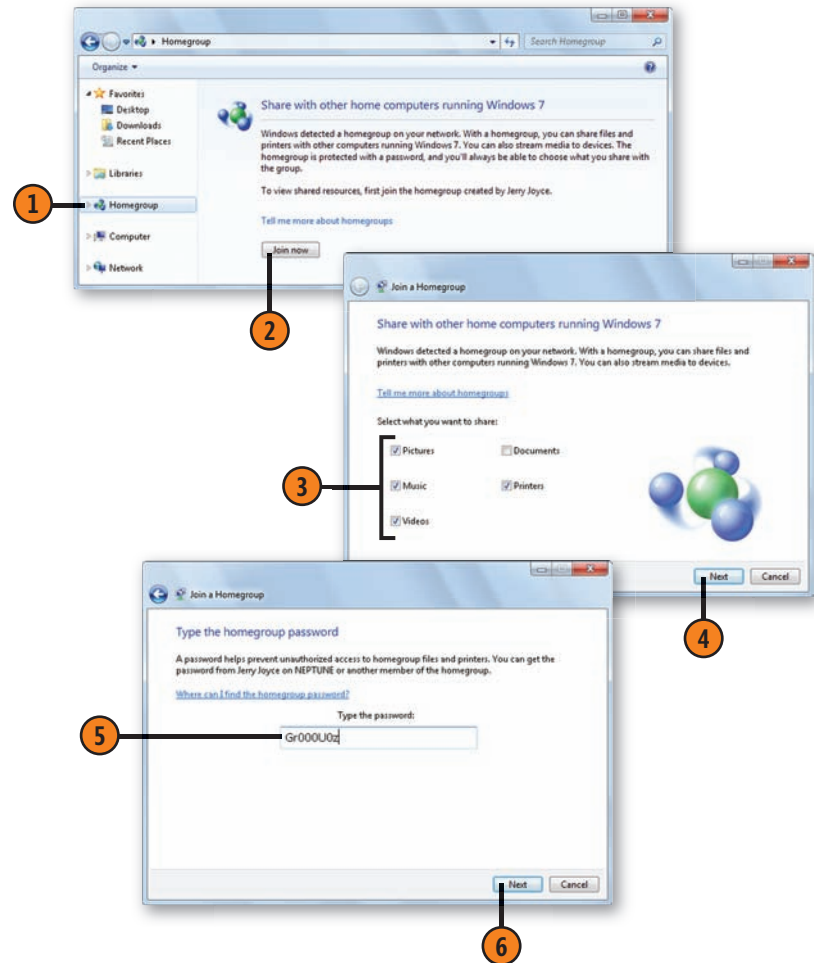 Homegroup
Search Homegroup
Organize
Favorites
Desktop
Downloads
Recent Places
Libraries
1
Homegroup
Computer
Network
Share with other home computers running Windows 7
Windows detected a homegroup on your network. With a homegroup, you can share files and
printers with other computers running Windows 7. You can also stream media to devices. The
homegroup is protected with a password, and you'll always be able to choose what you share with
the group.
To view shared resources, first join the homegroup created by Jerry Joyce.
Tell me more about homegroups
Join now
2
Join a Homegroup
Share with other home computers running Windows 7
Windows detected a homegroup on your network. With a homegroup, you can share files and
printers with other computers running Windows 7. You can also stream media to devices.
Tell me more about homegroups
Select what you want to share:
Pictures
Documents
3
Music
Printers
Videos
Next
Cancel
4
Join a Homegroup
Type the homegroup password
A password helps prevent unauthorized access to homegroup files and printers. You can get the
password from Jerry Joyce on NEPTUNE or another member of the homegroup.
Where can I find the homegroup password?
Type the password:
5
Gr000U0z
Next
Cancel
6